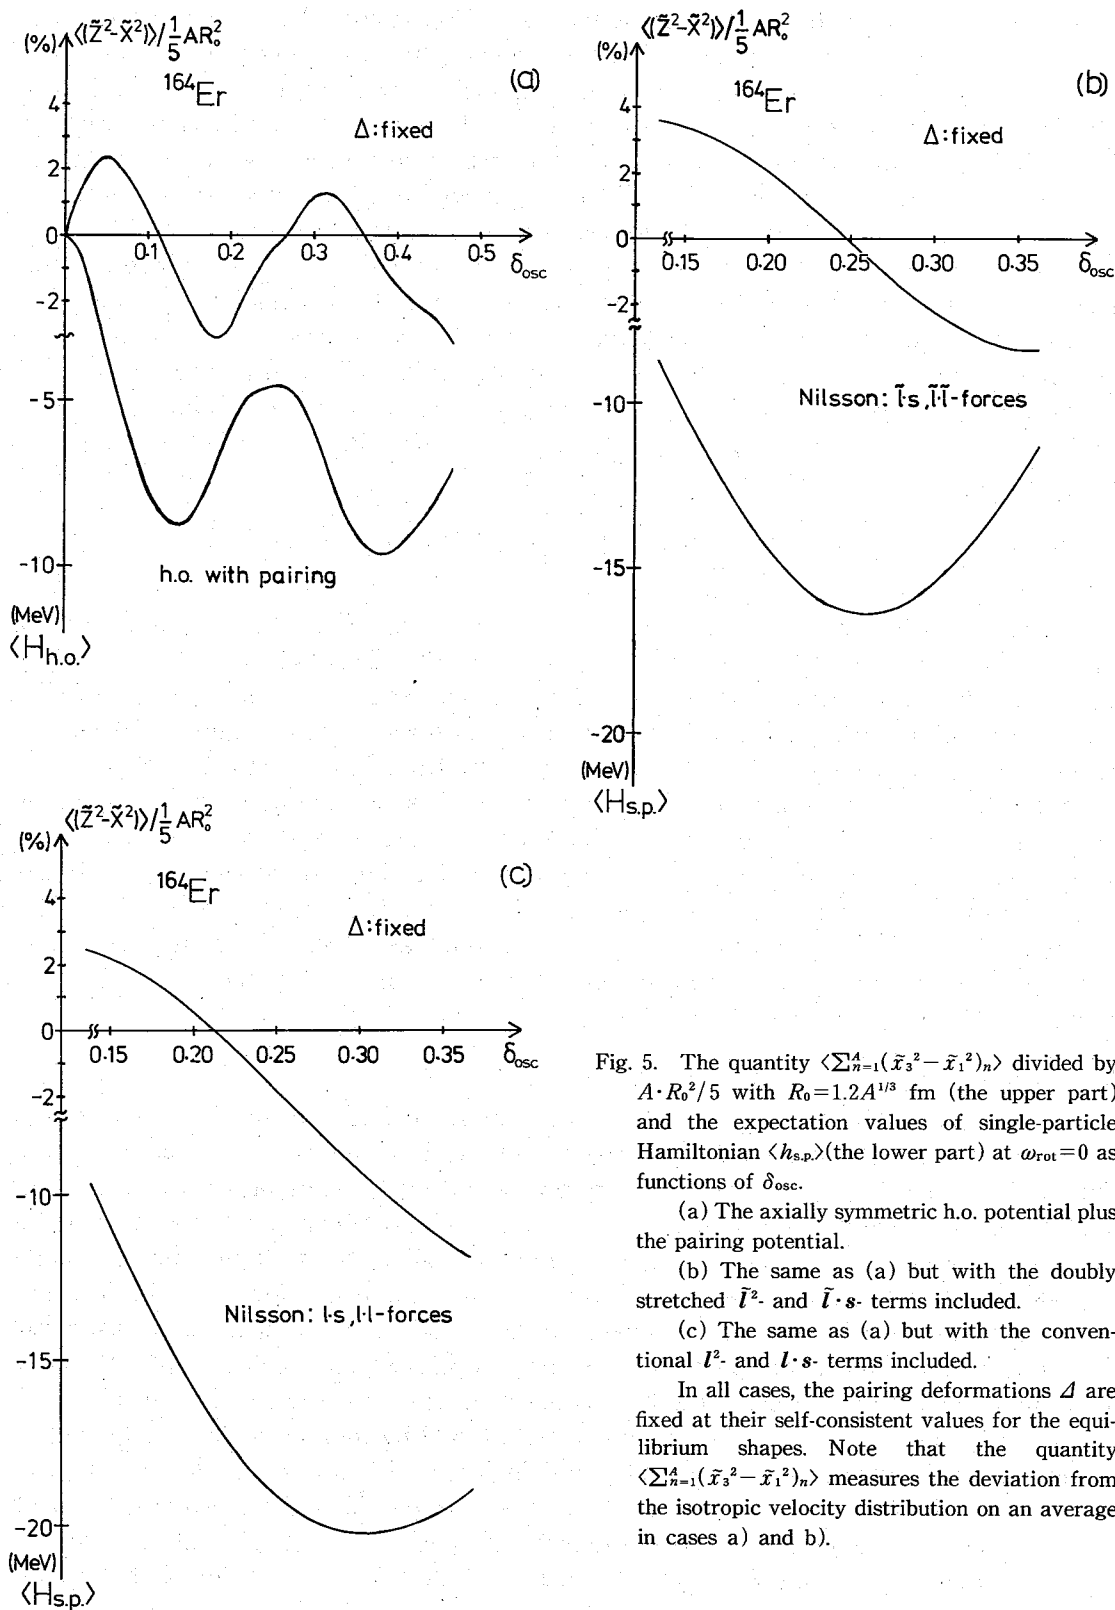 (%) ⟨(Z̃²-X̃²)⟩/⅕AR₀²
¹⁶⁴Er
(a)
Δ:fixed
4
2
0
-2
-5
-10
0.1 0.2 0.3 0.4 0.5
δosc
h.o. with pairing
(MeV)
⟨Hh.o.⟩
(%) ⟨(Z̃²-X̃²)⟩/⅕AR₀²
¹⁶⁴Er
(b)
Δ:fixed
4
2
0
-2
-10
-15
-20
0.15 0.20 0.25 0.30 0.35
δosc
Nilsson: l̃·s, l̃·l̃-forces
(MeV)
⟨Hs.p.⟩
(%) ⟨(Z̃²-X̃²)⟩/⅕AR₀²
¹⁶⁴Er
(c)
Δ:fixed
4
2
0
-2
-10
-15
-20
0.15 0.20 0.25 0.30 0.35
δosc
Nilsson: l·s, l·l-forces
(MeV)
⟨Hs.p.⟩
Fig. 5. The quantity ⟨∑ᴬₙ₌₁(x̃₃²−x̃₁²)ₙ⟩ divided by
A·R₀²/5 with R₀=1.2A^{1/3} fm (the upper part)
and the expectation values of single-particle
Hamiltonian ⟨hs.p.⟩(the lower part) at ωrot=0 as
functions of δosc.
(a) The axially symmetric h.o. potential plus
the pairing potential.
(b) The same as (a) but with the doubly
stretched l̃²- and l̃·s- terms included.
(c) The same as (a) but with the conven-
tional l²- and l·s- terms included.
In all cases, the pairing deformations Δ are
fixed at their self-consistent values for the equi-
librium shapes. Note that the quantity
⟨∑ᴬₙ₌₁(x̃₃²−x̃₁²)ₙ⟩ measures the deviation from
the isotropic velocity distribution on an average
in cases a) and b).